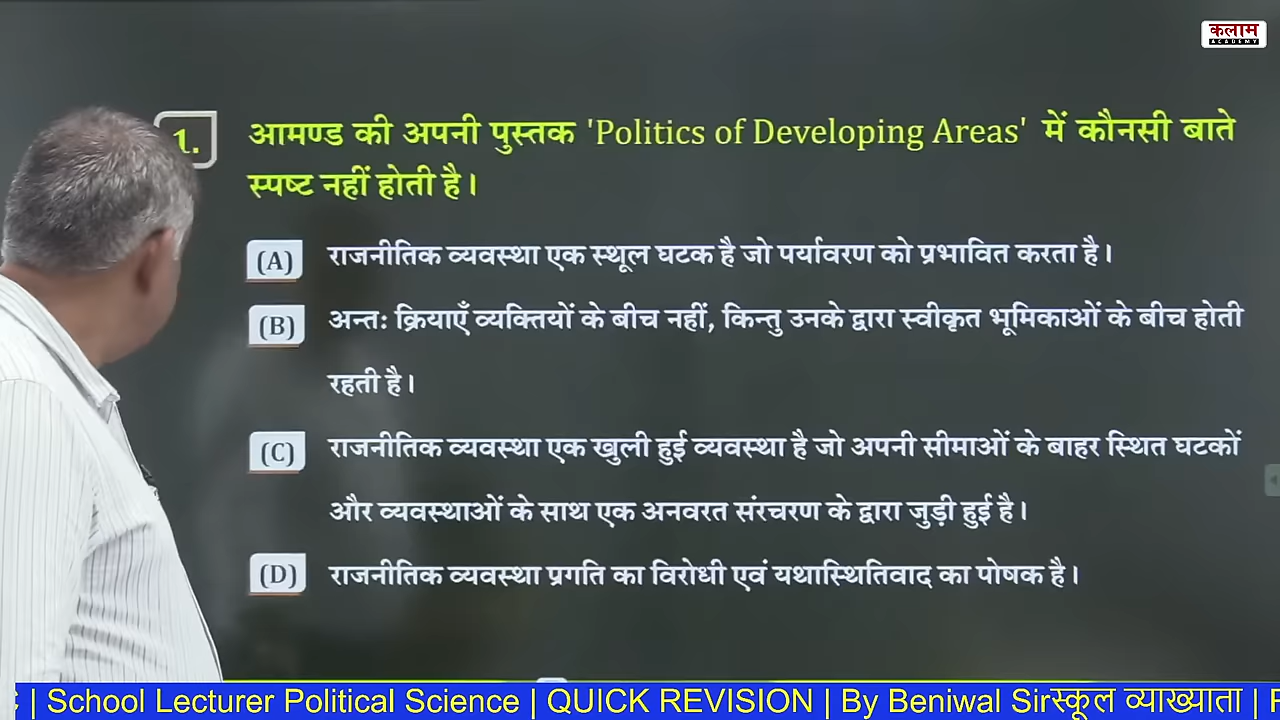 कलाम
ACADEMY
1. आमण्ड की अपनी पुस्तक 'Politics of Developing Areas' में कौनसी बाते
स्पष्ट नहीं होती है।
(A) राजनीतिक व्यवस्था एक स्थूल घटक है जो पर्यावरण को प्रभावित करता है।
(B) अन्तः क्रियाएँ व्यक्तियों के बीच नहीं, किन्तु उनके द्वारा स्वीकृत भूमिकाओं के बीच होती
रहती है।
(C) राजनीतिक व्यवस्था एक खुली हुई व्यवस्था है जो अपनी सीमाओं के बाहर स्थित घटकों
और व्यवस्थाओं के साथ एक अनवरत संरचरण के द्वारा जुड़ी हुई है।
(D) राजनीतिक व्यवस्था प्रगति का विरोधी एवं यथास्थितिवाद का पोषक है।
| School Lecturer Political Science | QUICK REVISION | By Beniwal Sirस्कूल व्याख्याता |